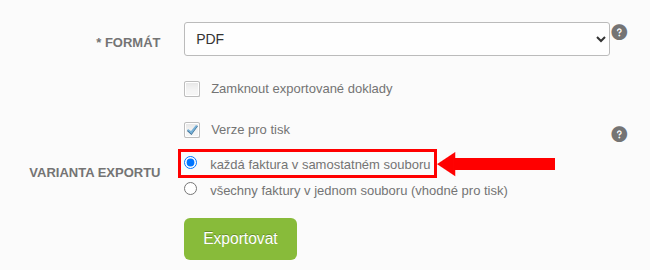 * FORMÁT PDF ?
Zamknout exportované doklady
Verze pro tisk ?
každá faktura v samostatném souboru
VARIANTA EXPORTU
všechny faktury v jednom souboru (vhodné pro tisk)
Exportovat